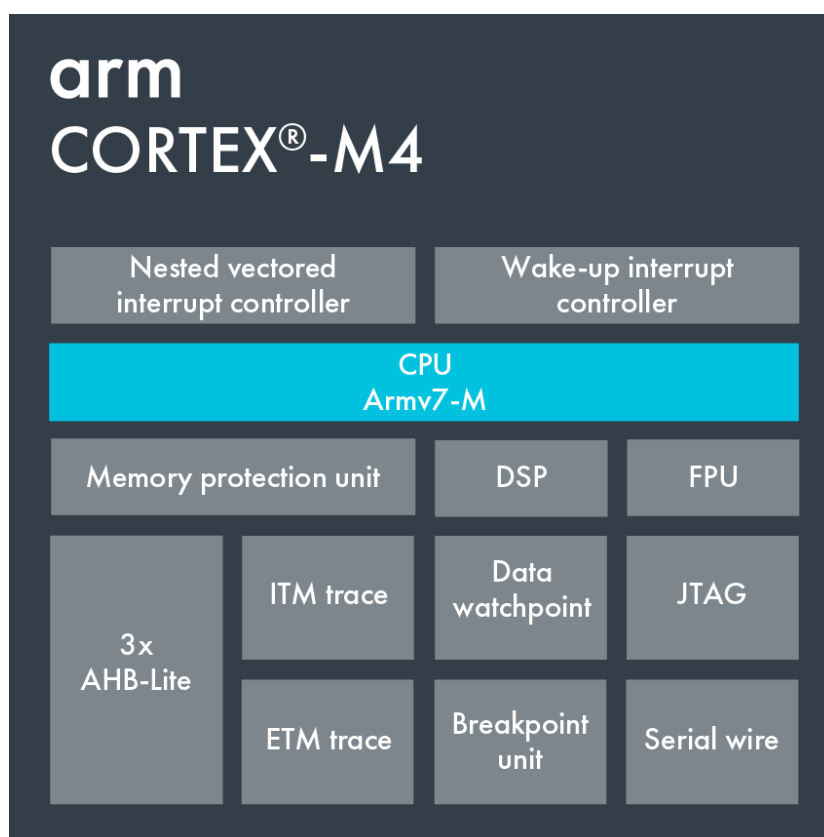 arm
CORTEX®-M4
Nested vectored
interrupt controller
Wake-up interrupt
controller
CPU
Armv7-M
Memory protection unit
DSP
FPU
3x
AHB-Lite
ITM trace
Data
watchpoint
JTAG
ETM trace
Breakpoint
unit
Serial wire